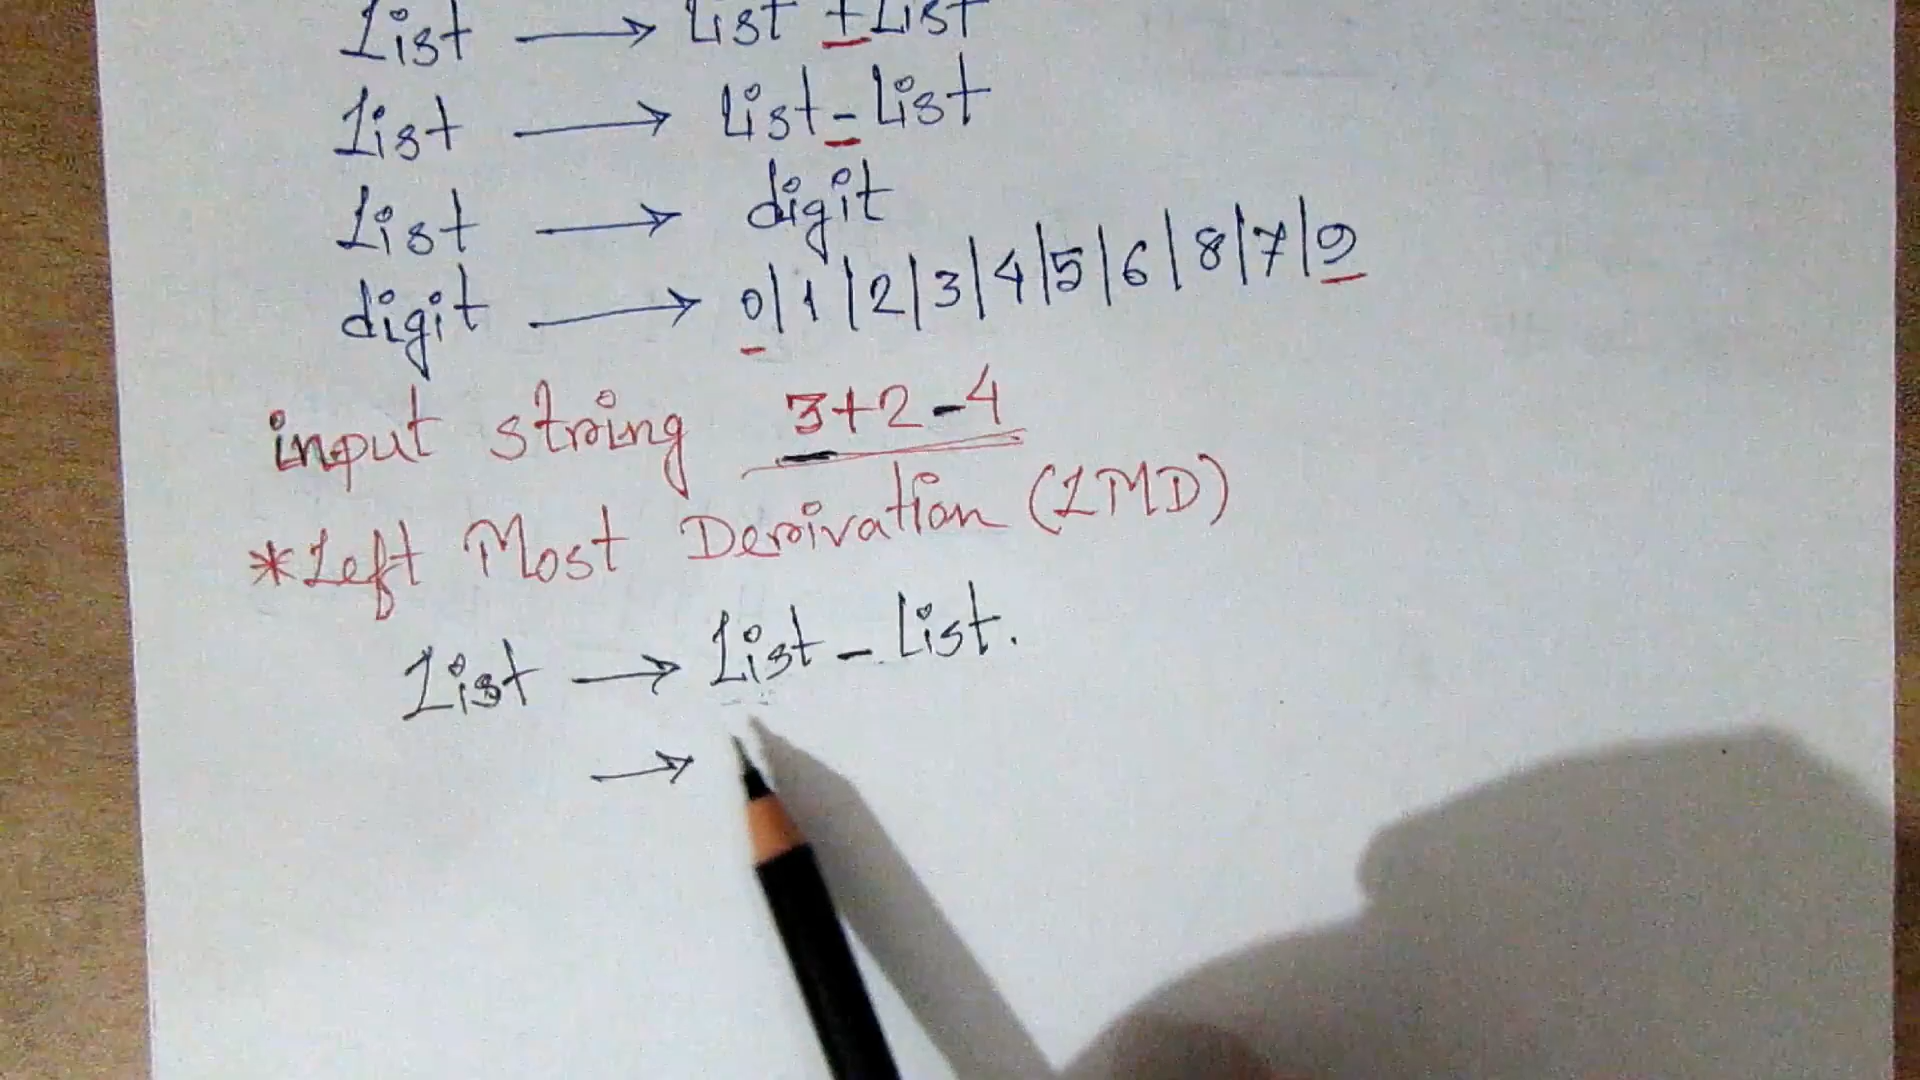 List → List + List
List → List - List
List → digit
digit → 0|1|2|3|4|5|6|8|7|9
input string 3+2-4
*Left Most Derivation (LMD)
List → List - List.
→